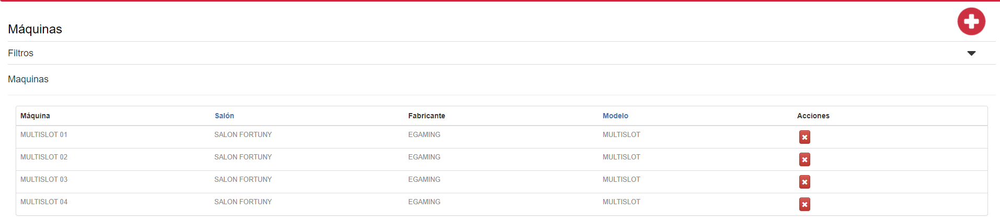 Máquinas
Filtros
Maquinas
Máquina Salón Fabricante Modelo Acciones
MULTISLOT 01 SALON FORTUNY EGAMING MULTISLOT
MULTISLOT 02 SALON FORTUNY EGAMING MULTISLOT
MULTISLOT 03 SALON FORTUNY EGAMING MULTISLOT
MULTISLOT 04 SALON FORTUNY EGAMING MULTISLOT